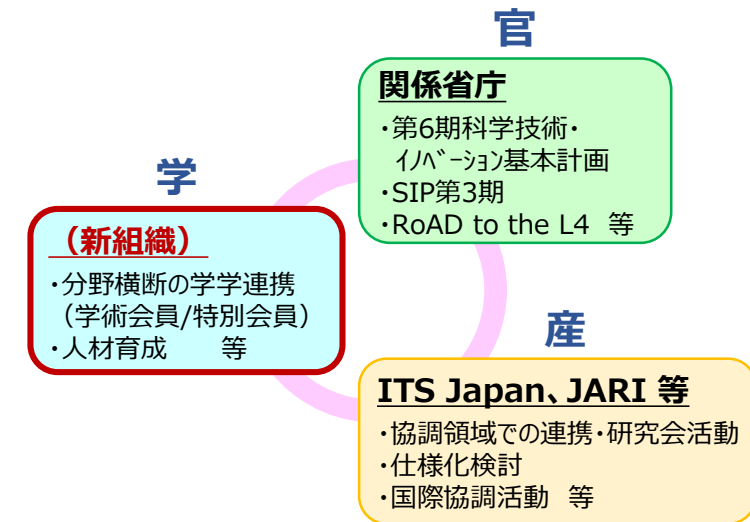 官
関係省庁
・第6期科学技術・
ｲﾉﾍﾞｰｼｮﾝ基本計画
・SIP第3期
・RoAD to the L4 等
学
（新組織）
・分野横断の学学連携
（学術会員/特別会員）
・人材育成　　等
産
ITS Japan、JARI 等
・協調領域での連携・研究会活動
・仕様化検討
・国際協調活動 等